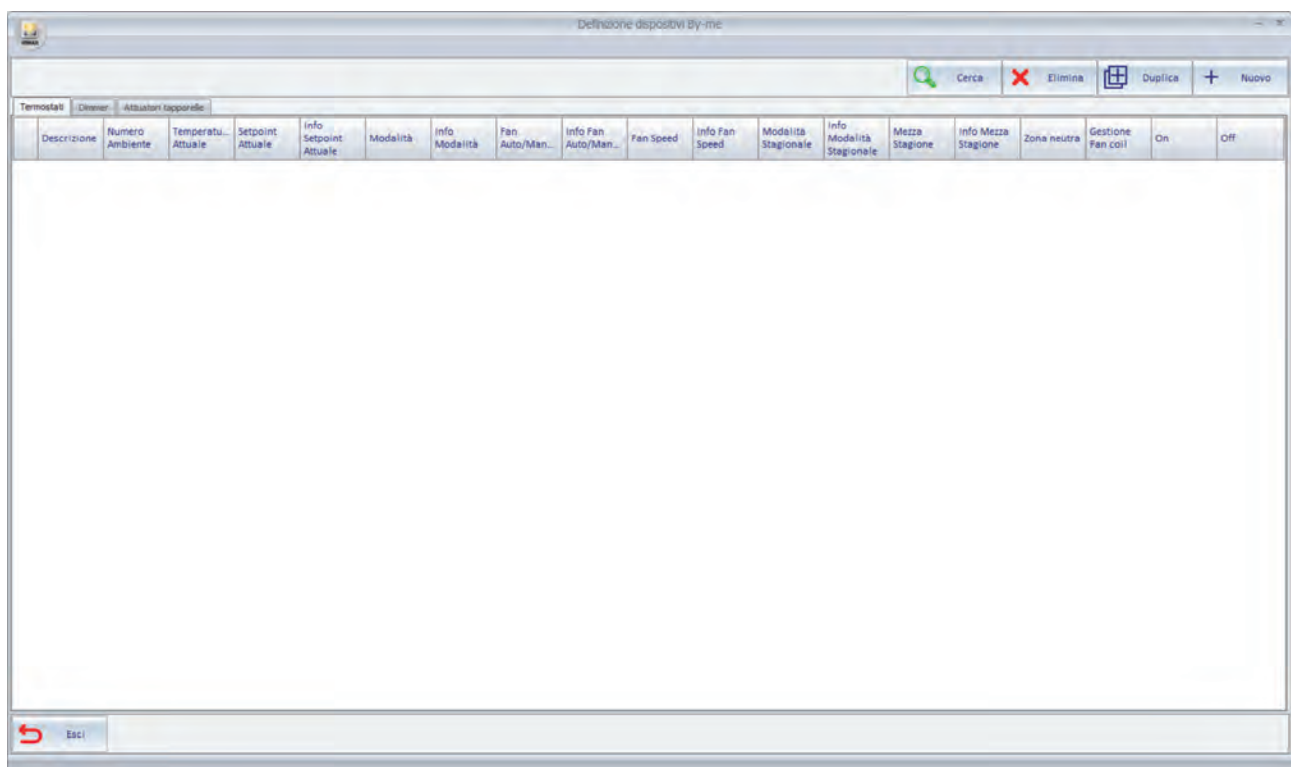 Definizione dispositivi By-me
VIMAR
Cerca Elimina Duplica Nuovo
Termostati Dimmer Attuatori tapparelle
Descrizione
Numero
Ambiente
Temperatu...
Attuale
Setpoint
Attuale
Info
Setpoint
Attuale
Modalità
Info
Modalità
Fan
Auto/Man...
Info Fan
Auto/Man...
Fan Speed
Info Fan
Speed
Modalità
Stagionale
Info
Modalità
Stagionale
Mezza
Stagione
Info Mezza
Stagione
Zona neutra
Gestione
Fan coil
On
Off
Esci